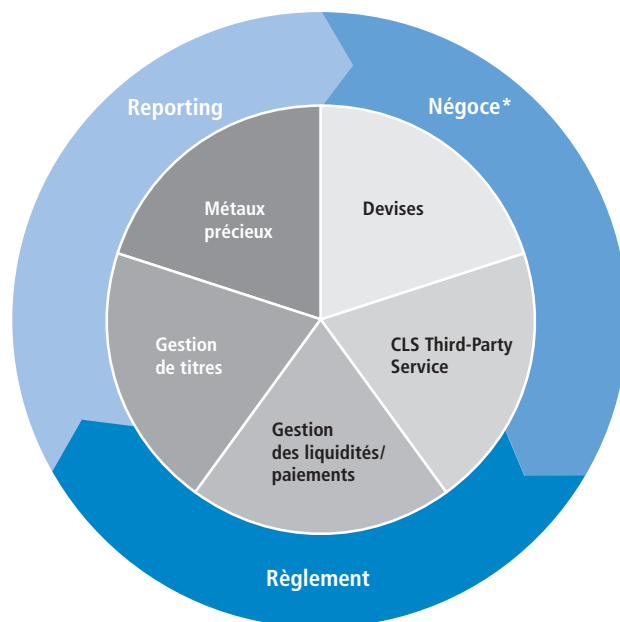 Reporting
Négoce*
Métaux
précieux
Devises
Gestion
de titres
CLS Third-Party
Service
Gestion
des liquidités/
paiements
Règlement